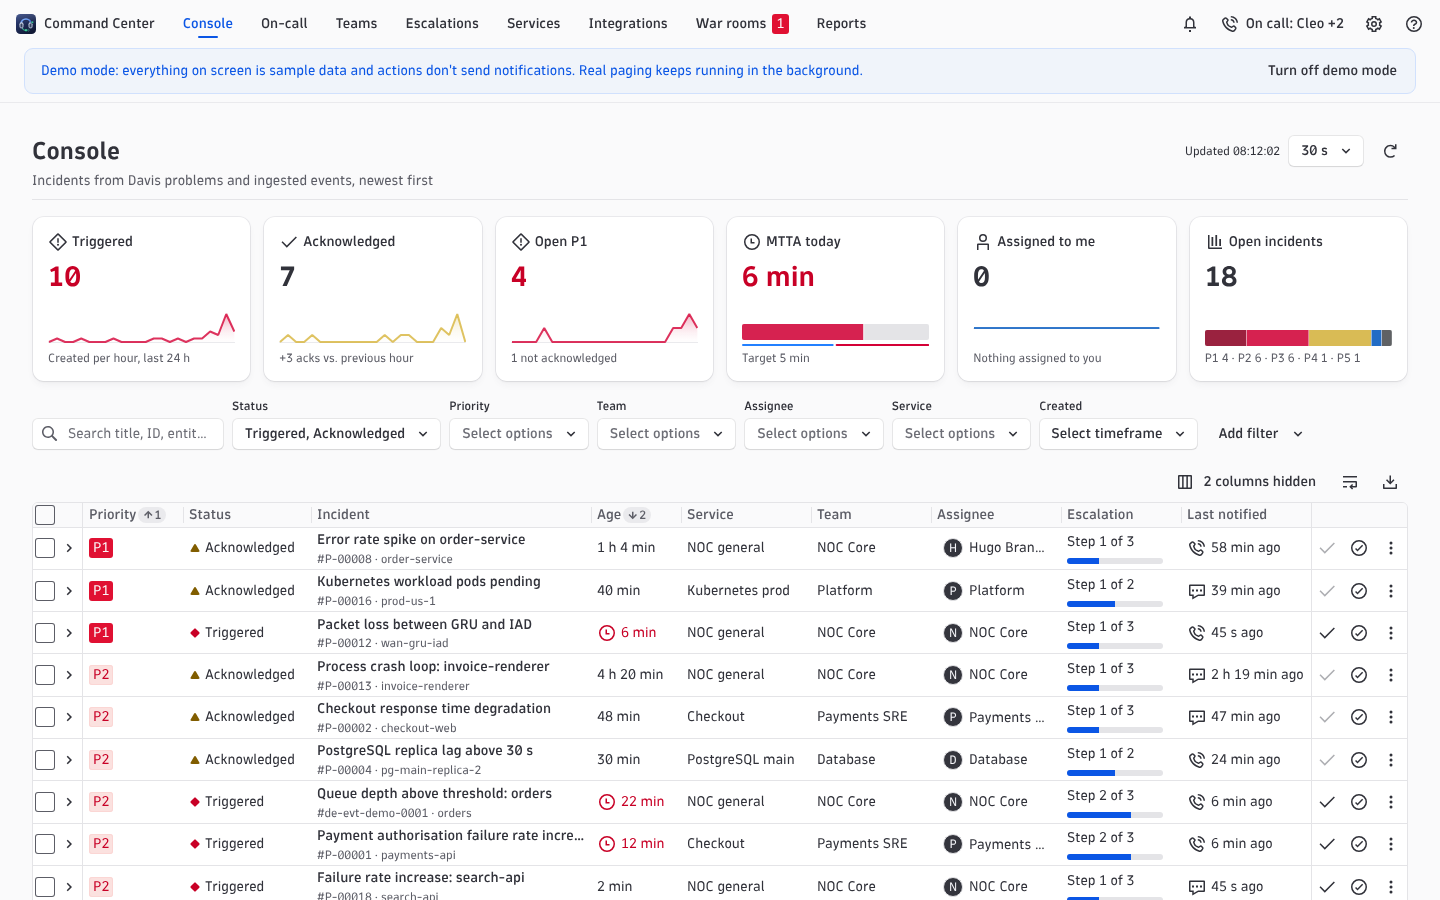 Command Center
Console
On-call
Teams
Escalations
Services
Integrations
War rooms 1
Reports
On call: Cleo +2
Demo mode: everything on screen is sample data and actions don't send notifications. Real paging keeps running in the background.
Turn off demo mode
Console
Incidents from Davis problems and ingested events, newest first
Updated 08:12:02
30 s
Triggered
10
Created per hour, last 24 h
Acknowledged
7
+3 acks vs. previous hour
Open P1
4
1 not acknowledged
MTTA today
6 min
Target 5 min
Assigned to me
0
Nothing assigned to you
Open incidents
18
P1 4 · P2 6 · P3 6 · P4 1 · P5 1
Search title, ID, entit...
Status
Triggered, Acknowledged
Priority
Select options
Team
Select options
Assignee
Select options
Service
Select options
Created
Select timeframe
Add filter
2 columns hidden
Priority 1 Status Incident Age 2 Service Team Assignee Escalation Last notified
P1 Acknowledged Error rate spike on order-service 1 h 4 min NOC general NOC Core H Hugo Bran... Step 1 of 3 58 min ago
#P-00008 · order-service
P1 Acknowledged Kubernetes workload pods pending 40 min Kubernetes prod Platform P Platform Step 1 of 2 39 min ago
#P-00016 · prod-us-1
P1 Triggered Packet loss between GRU and IAD 6 min NOC general NOC Core N NOC Core Step 1 of 3 45 s ago
#P-00012 · wan-gru-iad
P2 Acknowledged Process crash loop: invoice-renderer 4 h 20 min NOC general NOC Core N NOC Core Step 1 of 3 2 h 19 min ago
#P-00013 · invoice-renderer
P2 Acknowledged Checkout response time degradation 48 min Checkout Payments SRE P Payments ... Step 1 of 3 47 min ago
#P-00002 · checkout-web
P2 Acknowledged PostgreSQL replica lag above 30 s 30 min PostgreSQL main Database D Database Step 1 of 2 24 min ago
#P-00004 · pg-main-replica-2
P2 Triggered Queue depth above threshold: orders 22 min NOC general NOC Core N NOC Core Step 2 of 3 6 min ago
#de-evt-demo-0001 · orders
P2 Triggered Payment authorisation failure rate incre... 12 min Checkout Payments SRE P Payments ... Step 2 of 3 6 min ago
#P-00001 · payments-api
P2 Triggered Failure rate increase: search-api 2 min NOC general NOC Core N NOC Core Step 1 of 3 45 s ago
#P-00018 · search-api